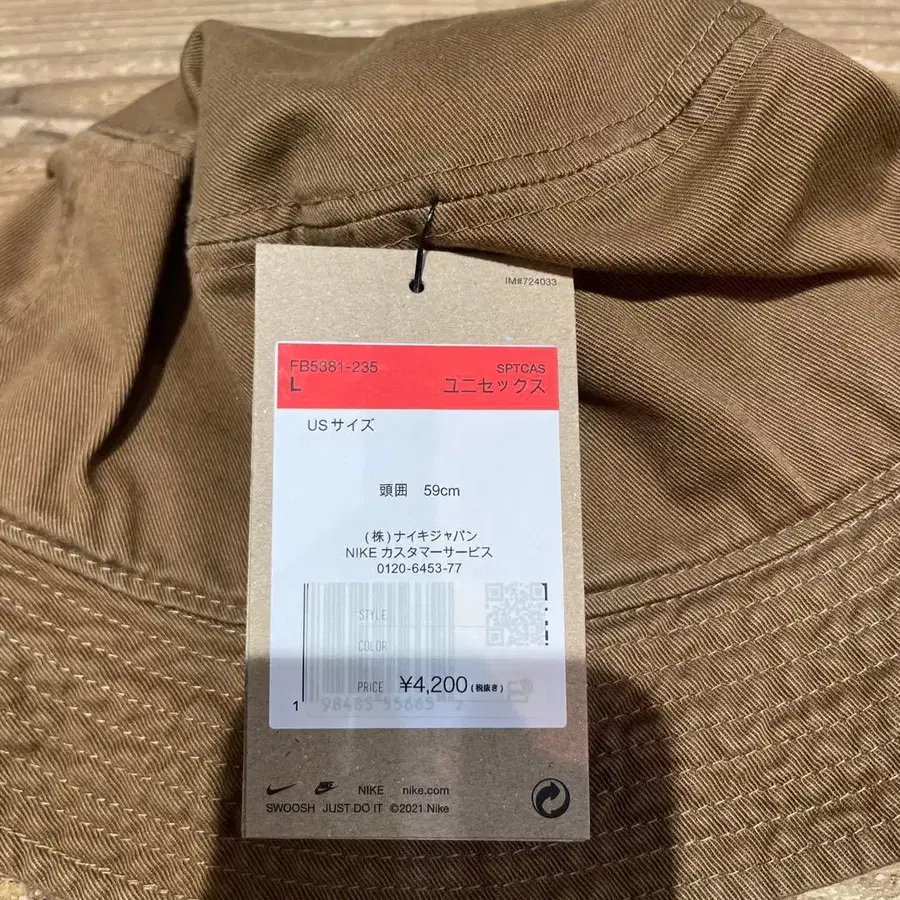 IM#724033
FB5381-235 SPTCAS
L ユニセックス
USサイズ
頭囲 59cm
(株)ナイキジャパン
NIKE カスタマーサービス
0120-6453-77
STYLE
COLOR
PRICE ¥4,200 (税抜き)
1 98485 55665 2
NIKE nike.com
SWOOSH JUST DO IT ©2021 Nike